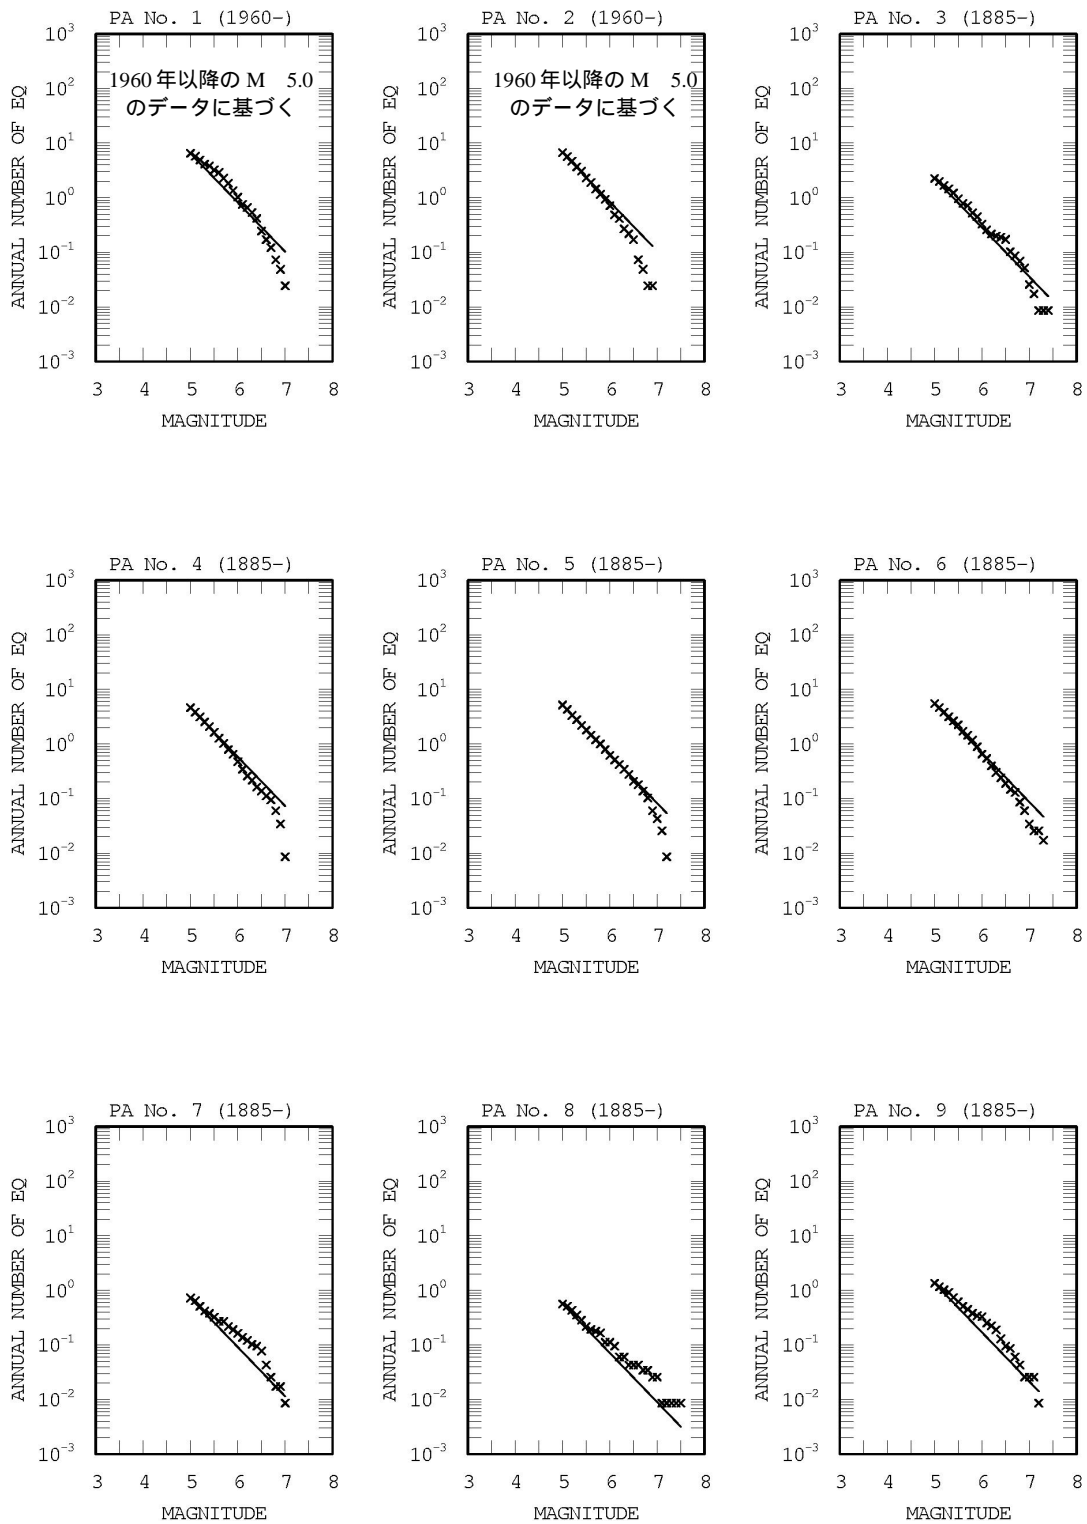 PA No. 1 (1960-)
ANNUAL NUMBER OF EQ
10³
10²
10¹
10⁰
10⁻¹
10⁻²
10⁻³
1960 年以降の M 5.0
のデータに基づく
3 4 5 6 7 8
MAGNITUDE
PA No. 2 (1960-)
ANNUAL NUMBER OF EQ
10³
10²
10¹
10⁰
10⁻¹
10⁻²
10⁻³
1960 年以降の M 5.0
のデータに基づく
3 4 5 6 7 8
MAGNITUDE
PA No. 3 (1885-)
ANNUAL NUMBER OF EQ
10³
10²
10¹
10⁰
10⁻¹
10⁻²
10⁻³
3 4 5 6 7 8
MAGNITUDE
PA No. 4 (1885-)
ANNUAL NUMBER OF EQ
10³
10²
10¹
10⁰
10⁻¹
10⁻²
10⁻³
3 4 5 6 7 8
MAGNITUDE
PA No. 5 (1885-)
ANNUAL NUMBER OF EQ
10³
10²
10¹
10⁰
10⁻¹
10⁻²
10⁻³
3 4 5 6 7 8
MAGNITUDE
PA No. 6 (1885-)
ANNUAL NUMBER OF EQ
10³
10²
10¹
10⁰
10⁻¹
10⁻²
10⁻³
3 4 5 6 7 8
MAGNITUDE
PA No. 7 (1885-)
ANNUAL NUMBER OF EQ
10³
10²
10¹
10⁰
10⁻¹
10⁻²
10⁻³
3 4 5 6 7 8
MAGNITUDE
PA No. 8 (1885-)
ANNUAL NUMBER OF EQ
10³
10²
10¹
10⁰
10⁻¹
10⁻²
10⁻³
3 4 5 6 7 8
MAGNITUDE
PA No. 9 (1885-)
ANNUAL NUMBER OF EQ
10³
10²
10¹
10⁰
10⁻¹
10⁻²
10⁻³
3 4 5 6 7 8
MAGNITUDE